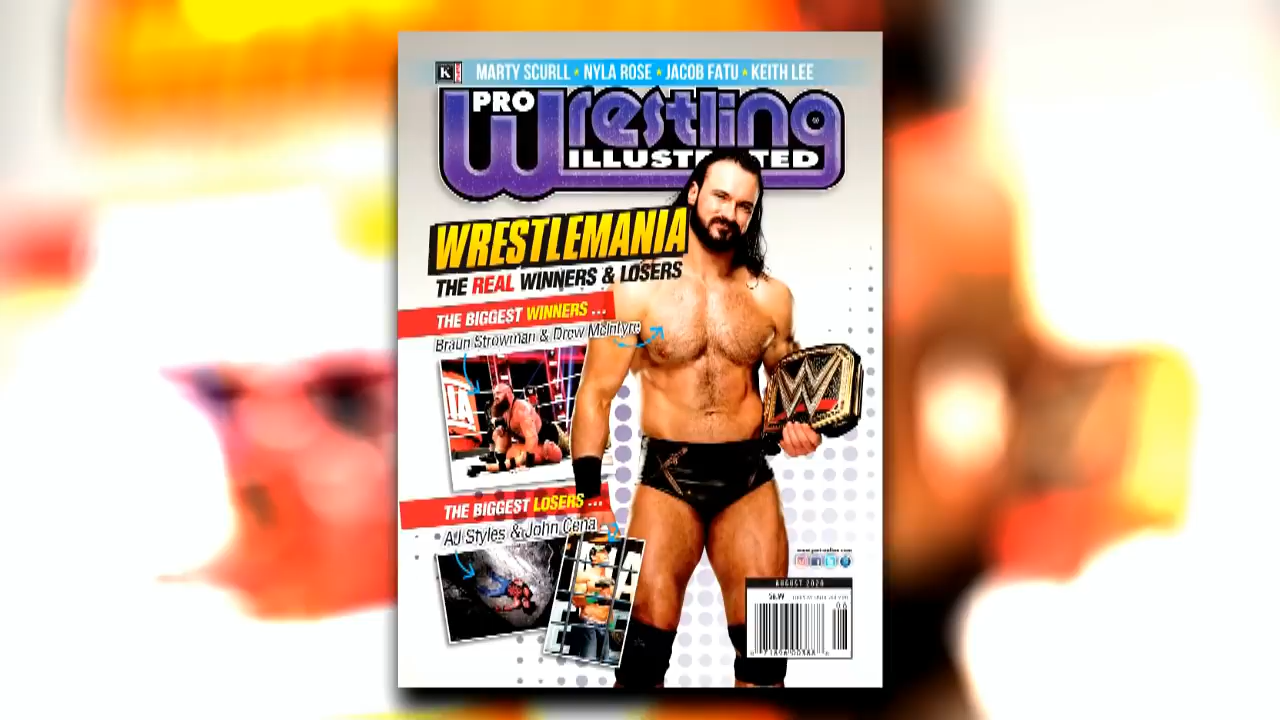 K
MARTY SCURLL ★ NYLA ROSE ★ JACOB FATU ★ KEITH LEE
PRO
Wrestling
ILLUSTRATED
WRESTLEMANIA
THE REAL WINNERS & LOSERS
THE BIGGEST WINNERS ...
Braun Strowman & Drew McIntyre
IA
THE BIGGEST LOSERS ...
AJ Styles & John Cena
AUGUST 2020